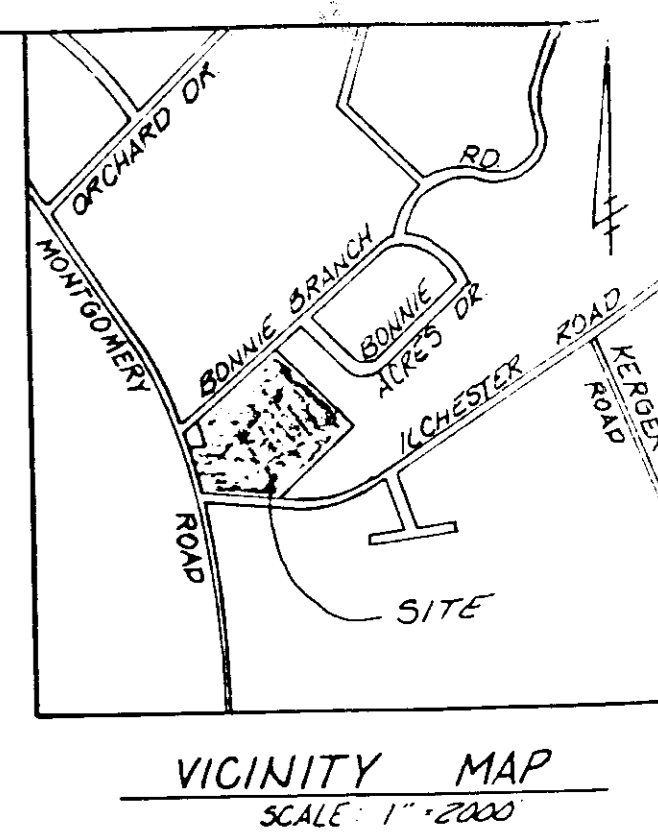 ORCHARD DR.
RD.
MONTGOMERY
BONNIE BRANCH
BONNIE
ACRES DR.
ILCHESTER ROAD
KERGER
ROAD
ROAD
SITE
VICINITY MAP
SCALE: 1"=2000'